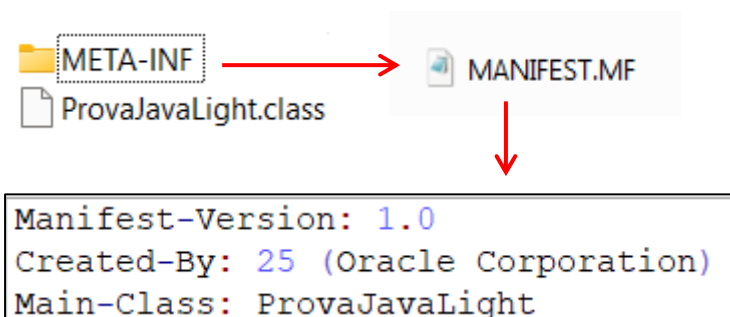 META-INF
MANIFEST.MF
ProvaJavaLight.class
Manifest-Version: 1.0
Created-By: 25 (Oracle Corporation)
Main-Class: ProvaJavaLight